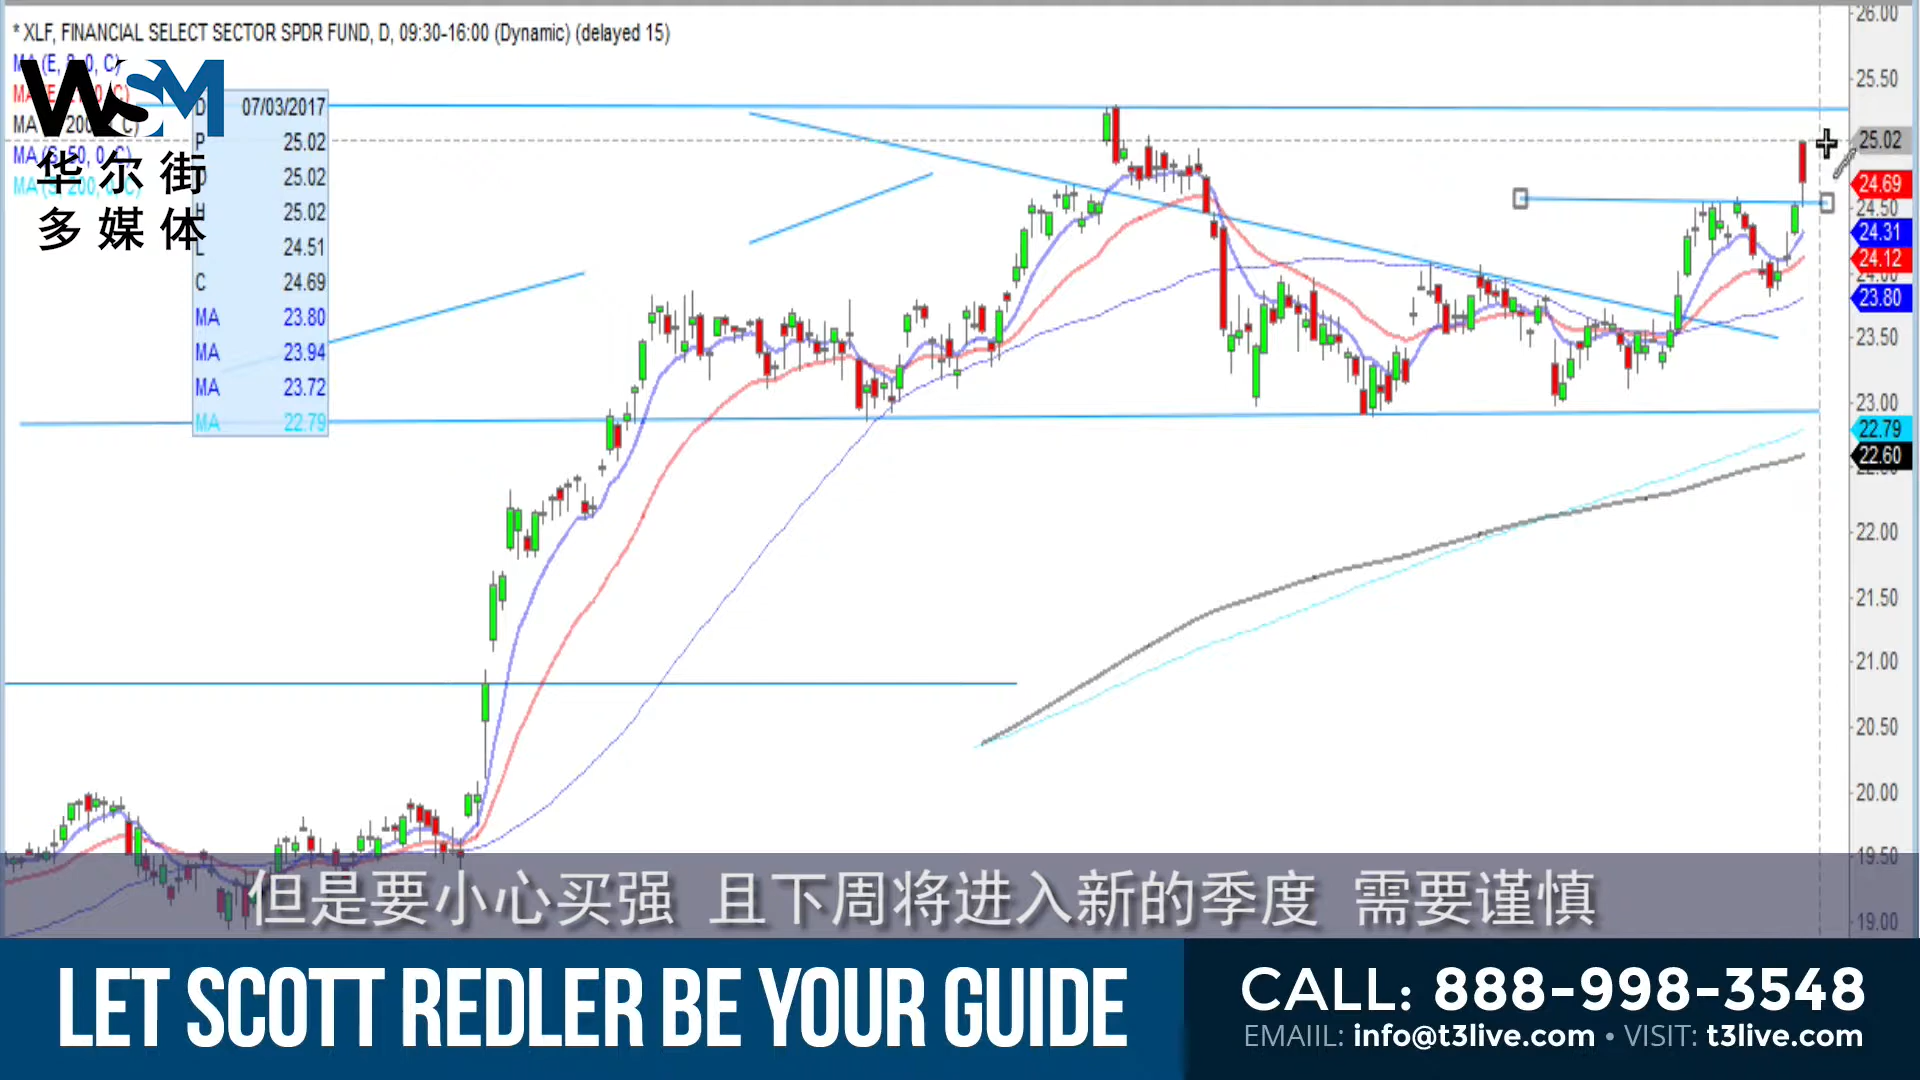 * XLF, FINANCIAL SELECT SECTOR SPDR FUND, D, 09:30-16:00 (Dynamic) (delayed 15)
WSM
华尔街
多媒体
D 07/03/2017
P 25.02
25.02
H 25.02
L 24.51
C 24.69
MA 23.80
MA 23.94
MA 23.72
MA 22.79
26.00
25.50
25.02
24.69
24.50
24.31
24.12
24.00
23.80
23.50
23.00
22.79
22.60
22.00
21.50
21.00
20.50
20.00
19.50
19.00
但是要小心买强 且下周将进入新的季度 需要谨慎
LET SCOTT REDLER BE YOUR GUIDE
CALL: 888-998-3548
EMAIIL: info@t3live.com • VISIT: t3live.com